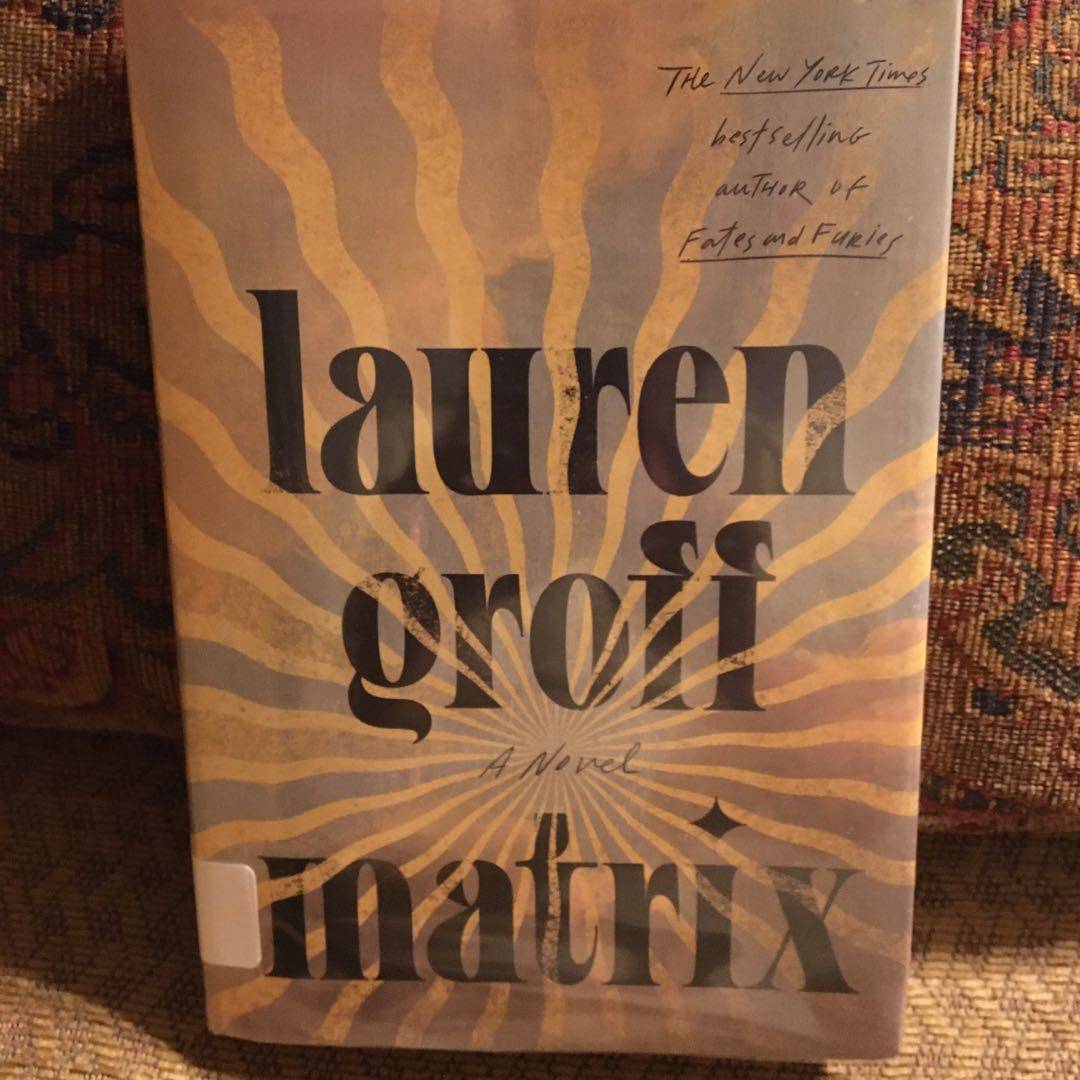 THE New YORK Times
bestselling
auTHOR OF
Fates and Furies
lauren
groff
A Novel
matrix